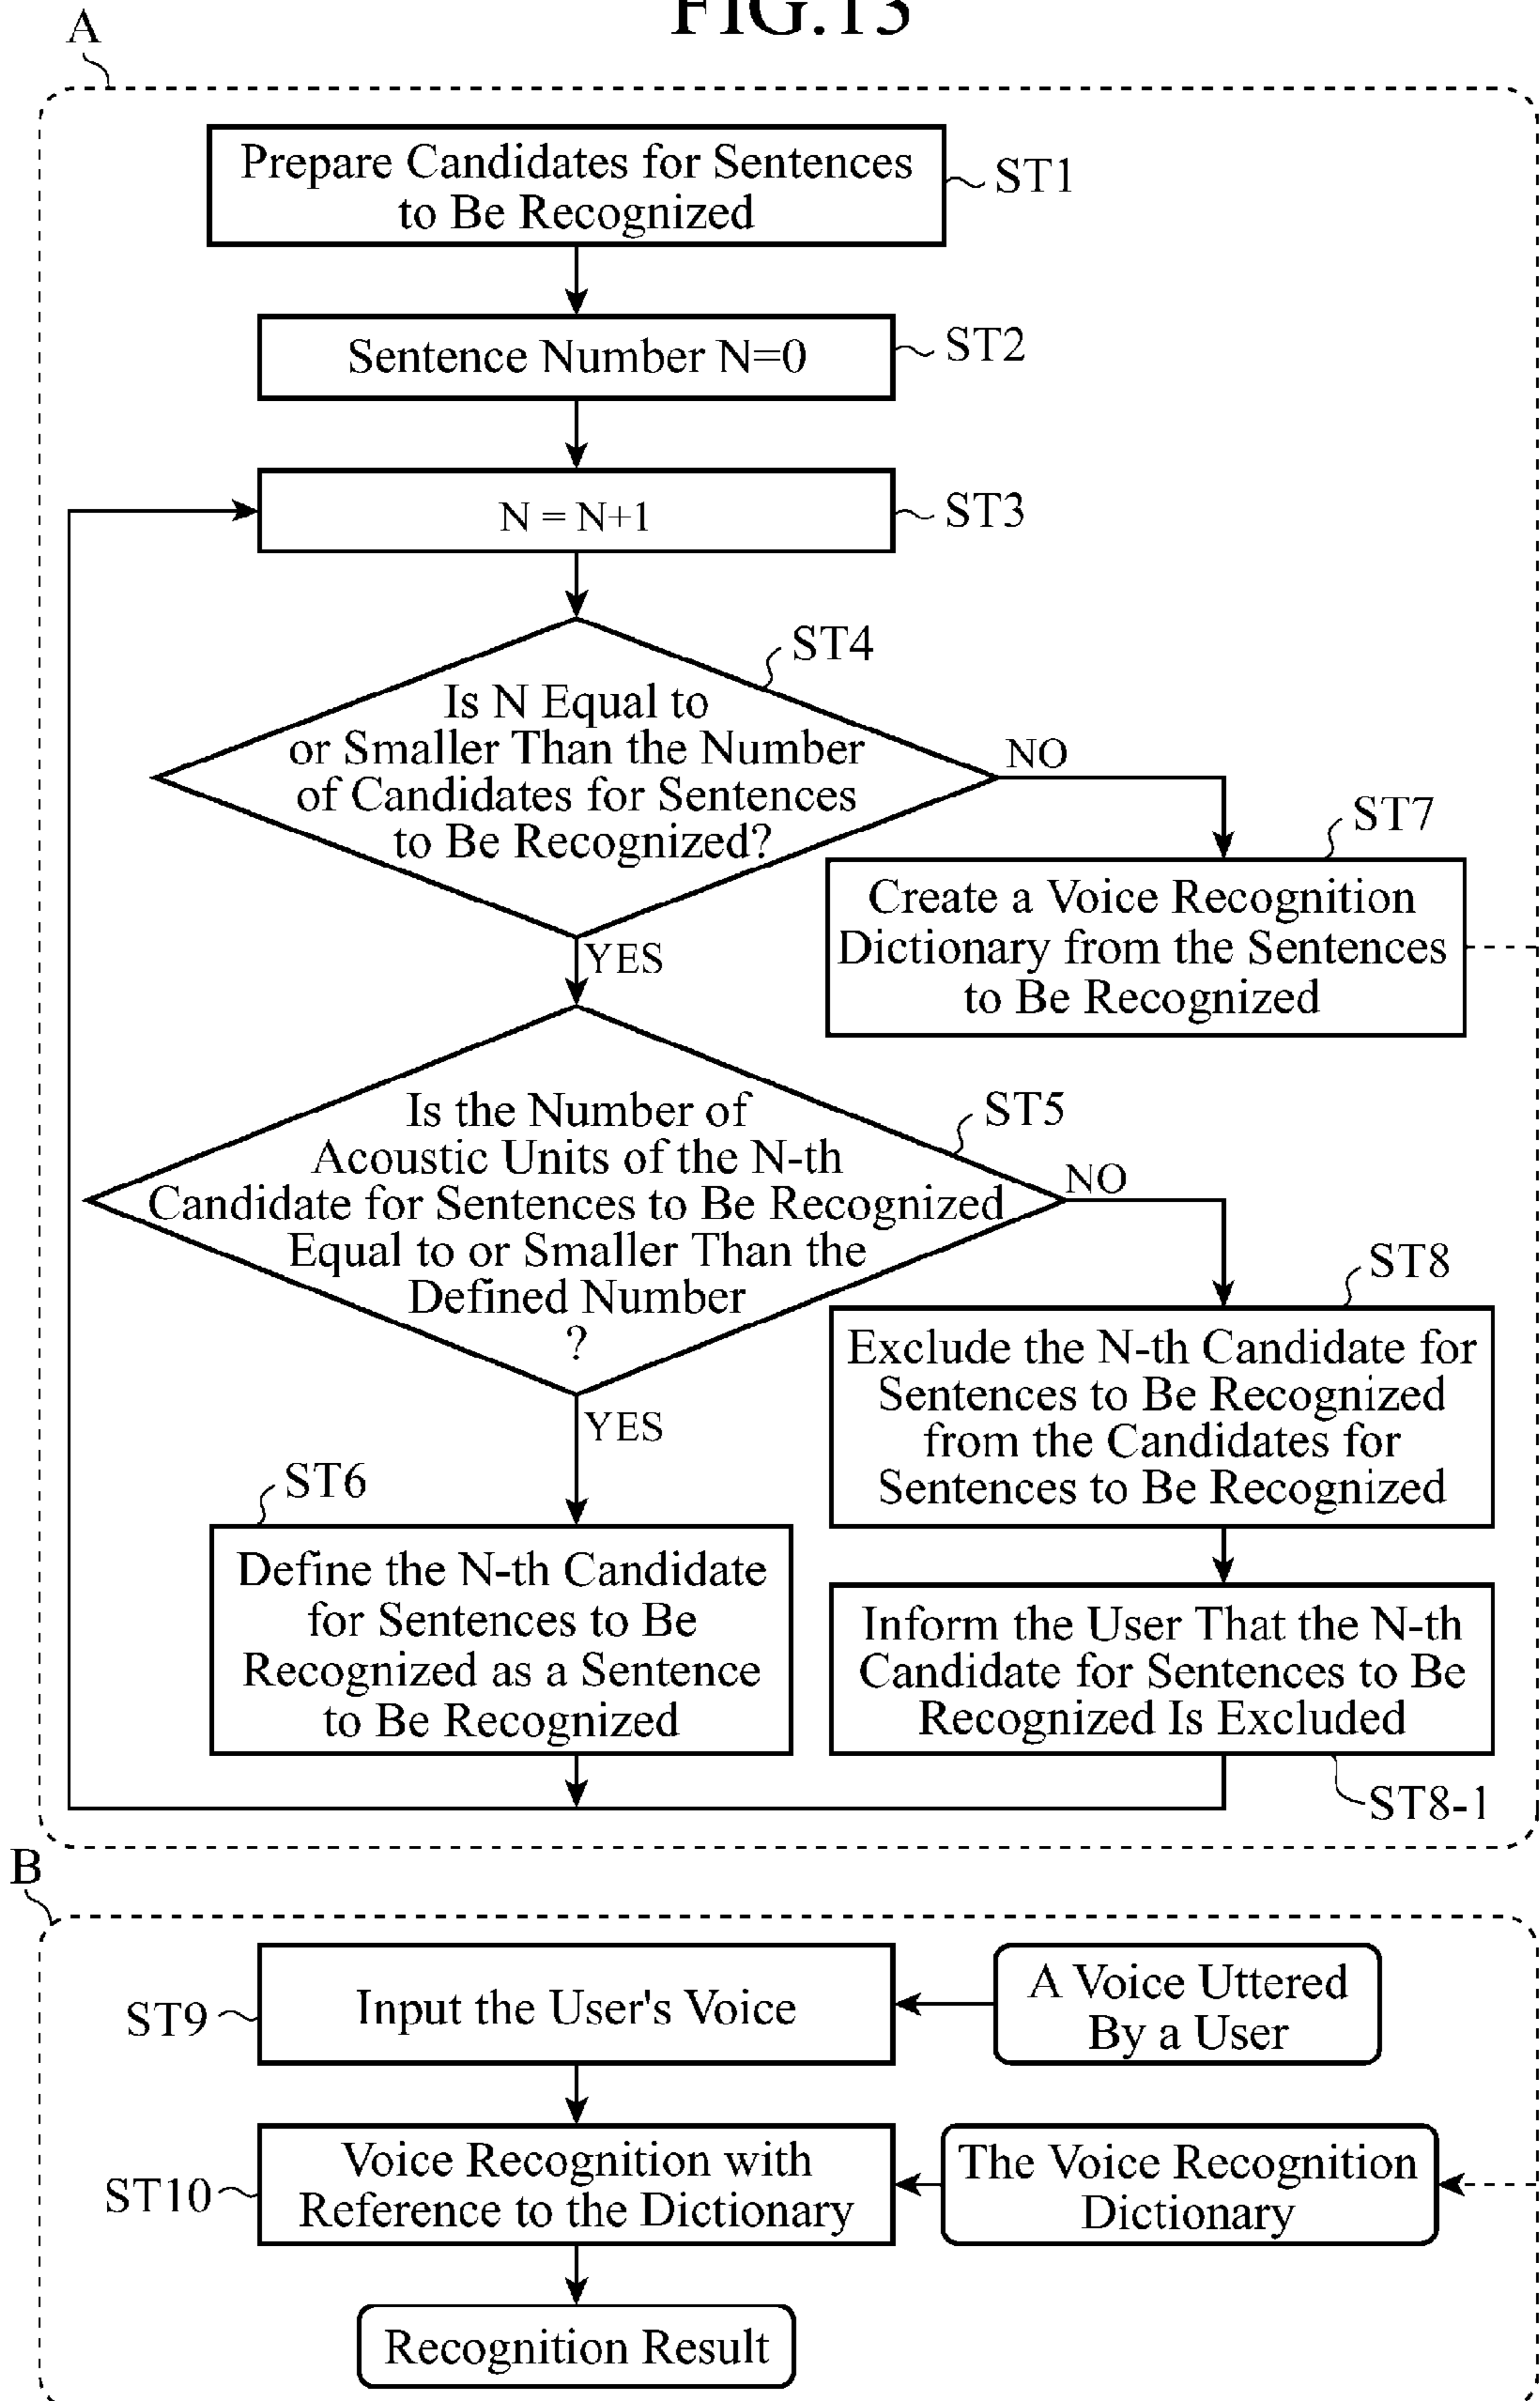 FIG.13
A
Prepare Candidates for Sentences
to Be Recognized
ST1
Sentence Number N=0
ST2
N = N+1
ST3
ST4
Is N Equal to
or Smaller Than the Number
of Candidates for Sentences
to Be Recognized?
NO
YES
ST7
Create a Voice Recognition
Dictionary from the Sentences
to Be Recognized
ST5
Is the Number of
Acoustic Units of the N-th
Candidate for Sentences to Be Recognized
Equal to or Smaller Than the
Defined Number
?
NO
YES
ST8
Exclude the N-th Candidate for
Sentences to Be Recognized
from the Candidates for
Sentences to Be Recognized
ST6
Define the N-th Candidate
for Sentences to Be
Recognized as a Sentence
to Be Recognized
Inform the User That the N-th
Candidate for Sentences to Be
Recognized Is Excluded
ST8-1
B
ST9
Input the User's Voice
A Voice Uttered
By a User
ST10
Voice Recognition with
Reference to the Dictionary
The Voice Recognition
Dictionary
Recognition Result